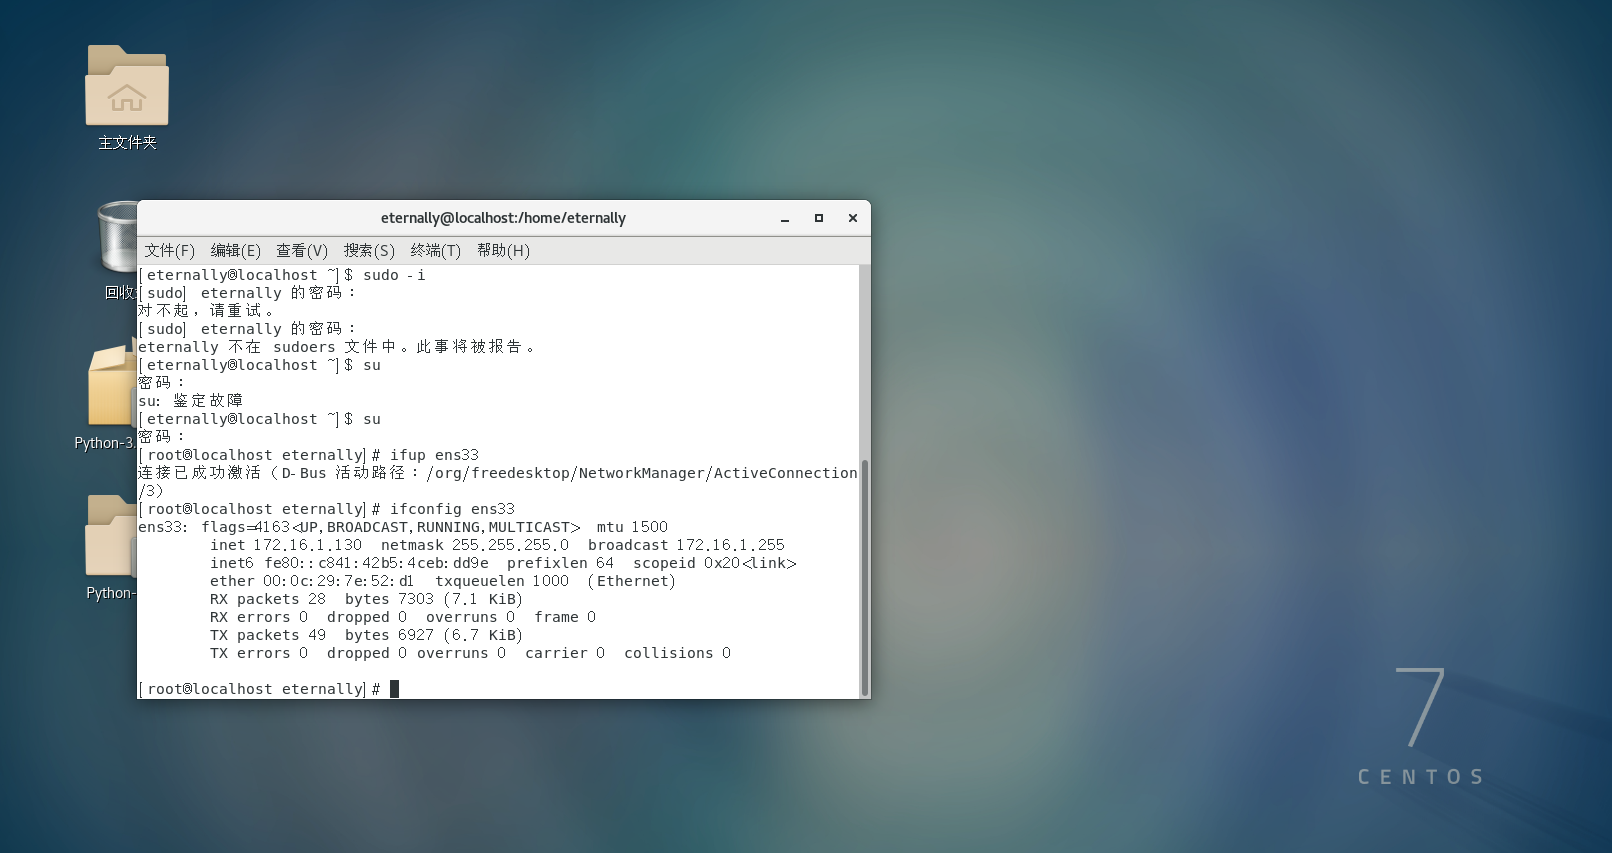 主文件夹
回收
Python-3.
Python-
eternally@localhost:/home/eternally
文件(F) 编辑(E) 查看(V) 搜索(S) 终端(T) 帮助(H)
[eternally@localhost ~]$ sudo -i
[sudo] eternally 的密码：
对不起，请重试。
[sudo] eternally 的密码：
eternally 不在 sudoers 文件中。此事将被报告。
[eternally@localhost ~]$ su
密码：
su: 鉴定故障
[eternally@localhost ~]$ su
密码：
[root@localhost eternally]# ifup ens33
连接已成功激活（D-Bus 活动路径：/org/freedesktop/NetworkManager/ActiveConnection
/3）
[root@localhost eternally]# ifconfig ens33
ens33: flags=4163<UP,BROADCAST,RUNNING,MULTICAST>  mtu 1500
        inet 172.16.1.130  netmask 255.255.255.0  broadcast 172.16.1.255
        inet6 fe80::c841:42b5:4ceb:dd9e  prefixlen 64  scopeid 0x20<link>
        ether 00:0c:29:7e:52:d1  txqueuelen 1000  (Ethernet)
        RX packets 28  bytes 7303 (7.1 KiB)
        RX errors 0  dropped 0  overruns 0  frame 0
        TX packets 49  bytes 6927 (6.7 KiB)
        TX errors 0  dropped 0 overruns 0  carrier 0  collisions 0
[root@localhost eternally]#
7
CENTOS